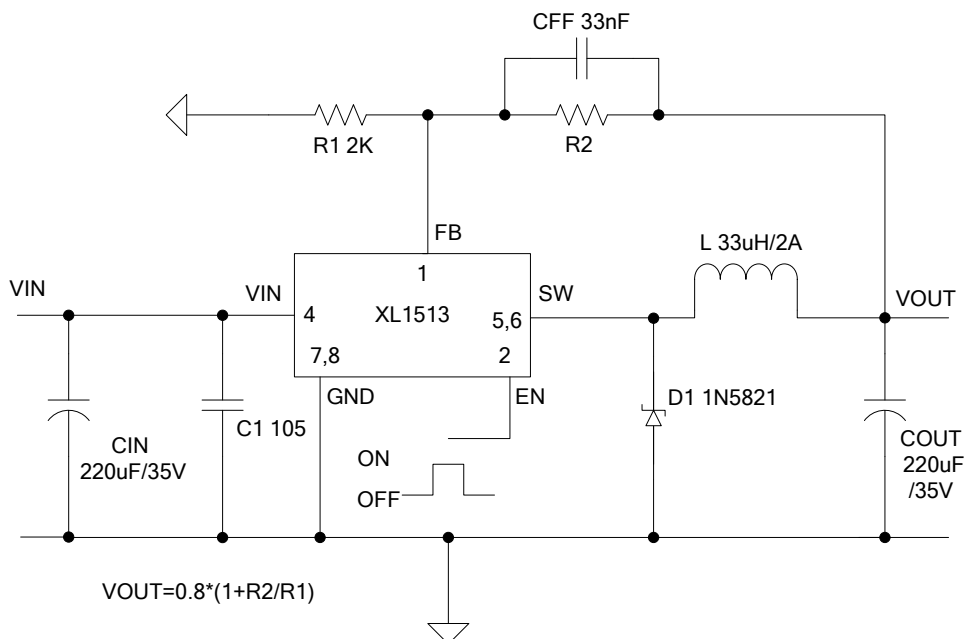 CFF 33nF
R1 2K
R2
FB
L 33uH/2A
1
VIN
VIN
SW
VOUT
4
XL1513
5,6
7,8
2
GND
EN
D1 1N5821
C1 105
CIN
220uF/35V
COUT
220uF
/35V
ON
OFF
VOUT=0.8*(1+R2/R1)